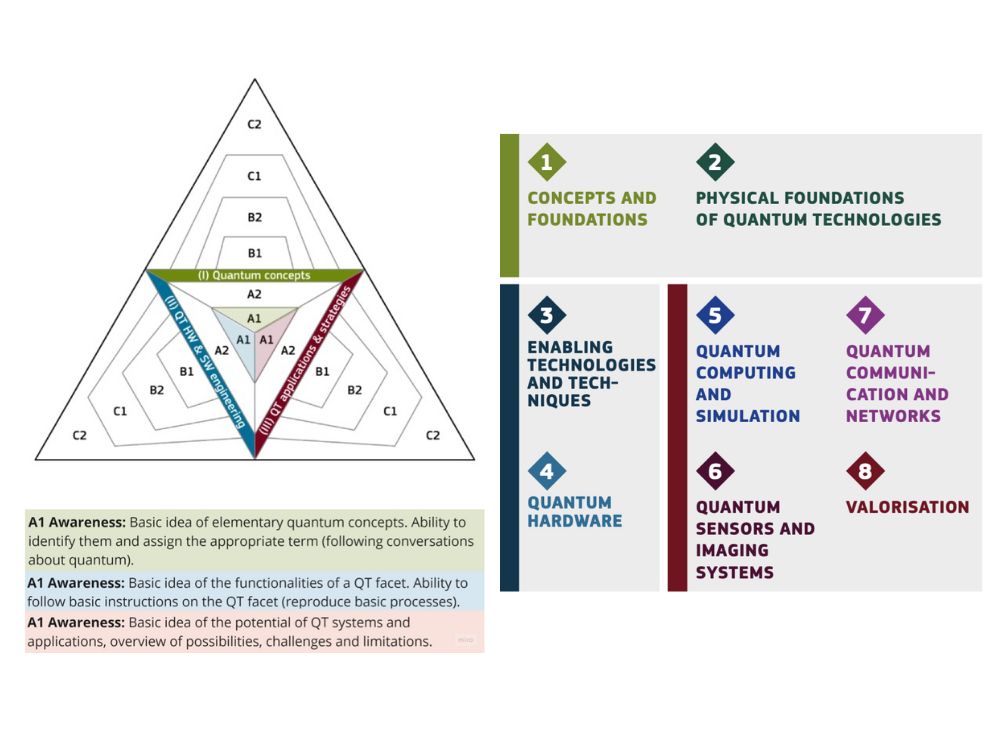 C2
C1
B2
B1
(I) Quantum concepts
A2
A1
(II) QT HW & SW engineering
A1
A2
B1
B2
C1
C2
(III) QT applications & strategies
A1
A2
B1
B2
C1
C2
A1 Awareness: Basic idea of elementary quantum concepts. Ability to
identify them and assign the appropriate term (following conversations
about quantum).
A1 Awareness: Basic idea of the functionalities of a QT facet. Ability to
follow basic instructions on the QT facet (reproduce basic processes).
A1 Awareness: Basic idea of the potential of QT systems and
applications, overview of possibilities, challenges and limitations.
miro
1
CONCEPTS AND
FOUNDATIONS
2
PHYSICAL FOUNDATIONS
OF QUANTUM TECHNOLOGIES
3
ENABLING
TECHNOLOGIES
AND TECH-
NIQUES
4
QUANTUM
HARDWARE
5
QUANTUM
COMPUTING
AND
SIMULATION
6
QUANTUM
SENSORS AND
IMAGING
SYSTEMS
7
QUANTUM
COMMUNI-
CATION AND
NETWORKS
8
VALORISATION